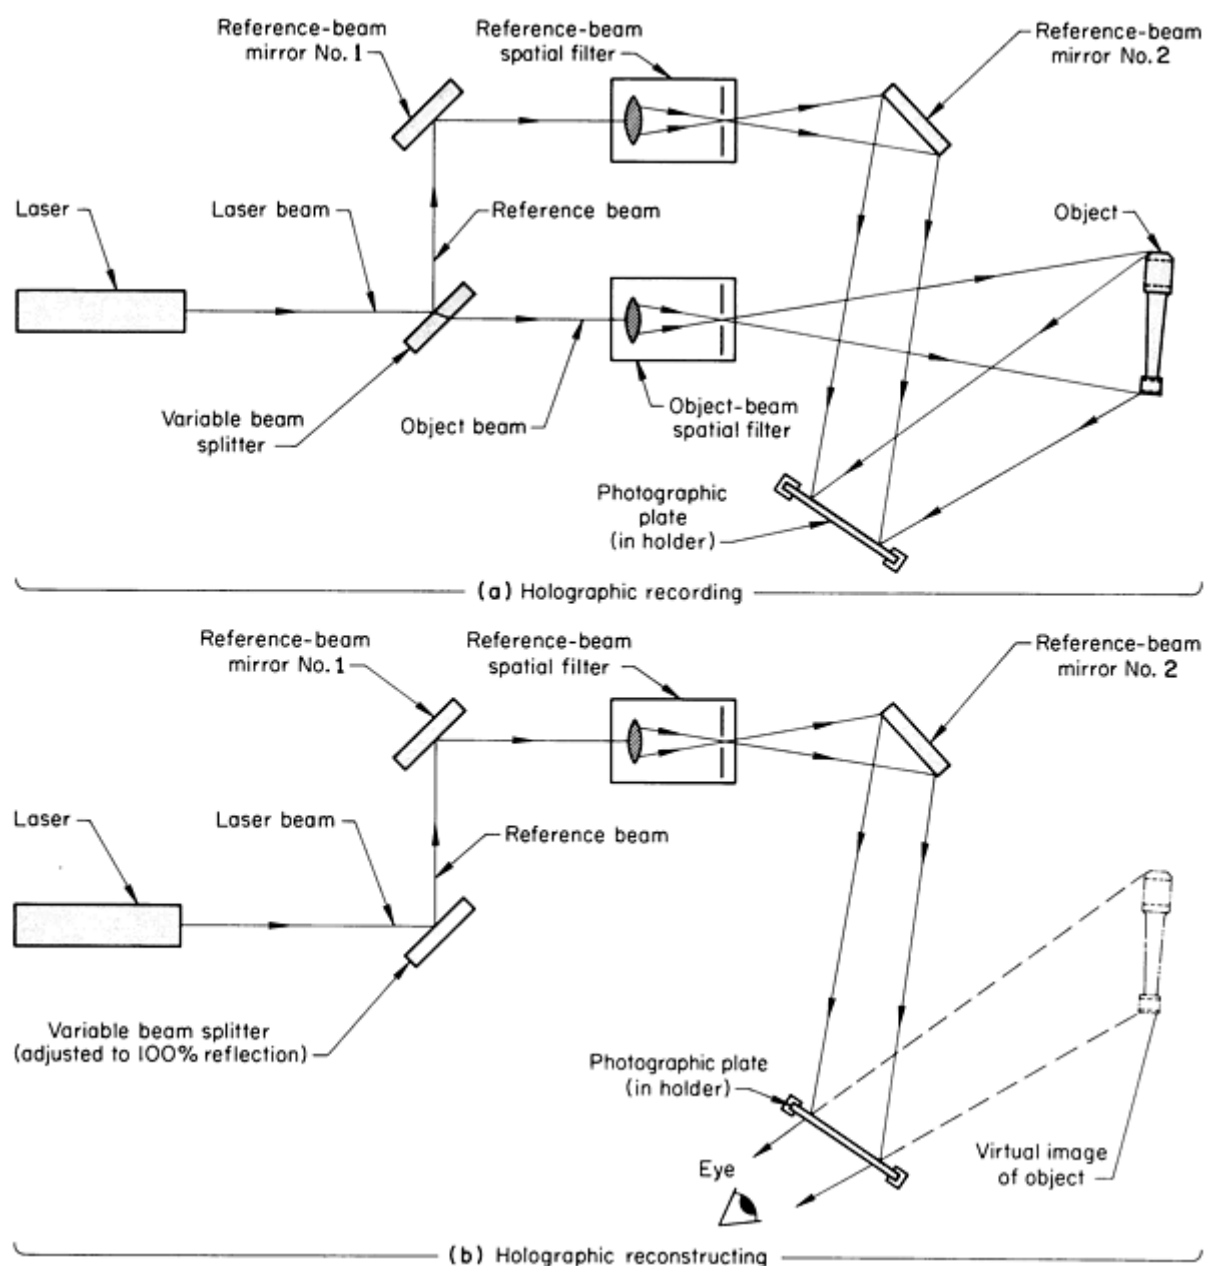 Reference-beam
mirror No. 1
Reference-beam
spatial filter
Reference-beam
mirror No. 2
Laser
Laser beam
Reference beam
Object
Variable beam
splitter
Object beam
Object-beam
spatial filter
Photographic
plate
(in holder)
(a) Holographic recording
Reference-beam
mirror No. 1
Reference-beam
spatial filter
Reference-beam
mirror No. 2
Laser
Laser beam
Reference beam
Variable beam splitter
(adjusted to 100% reflection)
Photographic plate
(in holder)
Eye
Virtual image
of object
(b) Holographic reconstructing